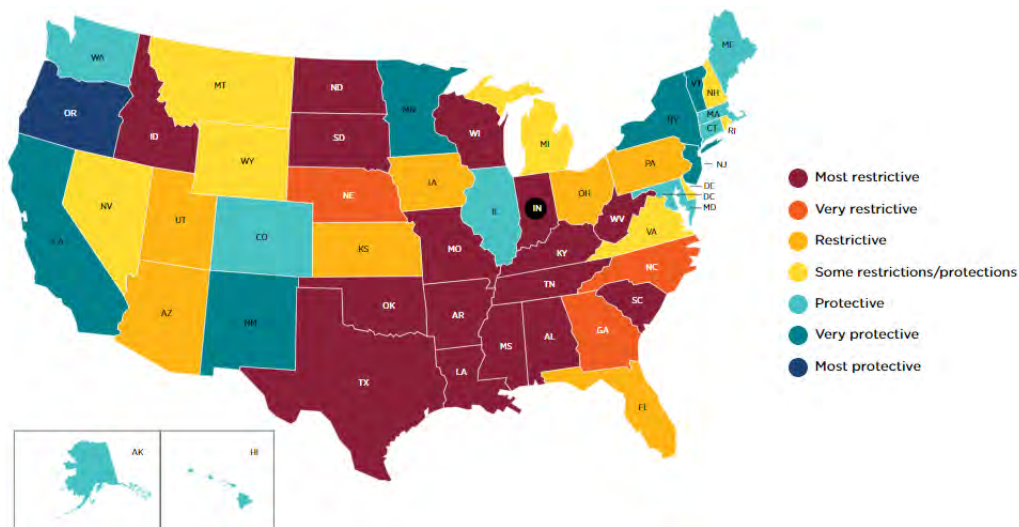 WA
MT
ND
MN
ME
VT
NH
OR
ID
SD
WI
MI
NY
MA
CT
RI
WY
IA
PA
NJ
NE
OH
DE
DC
MD
NV
UT
CO
IL
IN
WV
VA
CA
KS
MO
KY
NC
AZ
NM
OK
AR
TN
SC
MS
AL
GA
TX
LA
FL
AK
HI
Most restrictive
Very restrictive
Restrictive
Some restrictions/protections
Protective
Very protective
Most protective